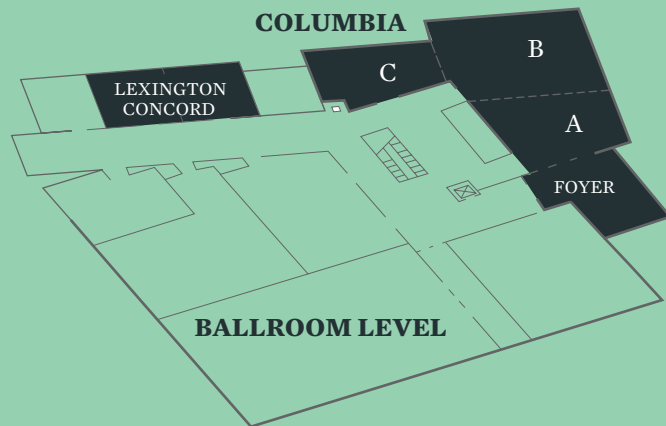 COLUMBIA
B
C
LEXINGTON
CONCORD
A
FOYER
BALLROOM LEVEL